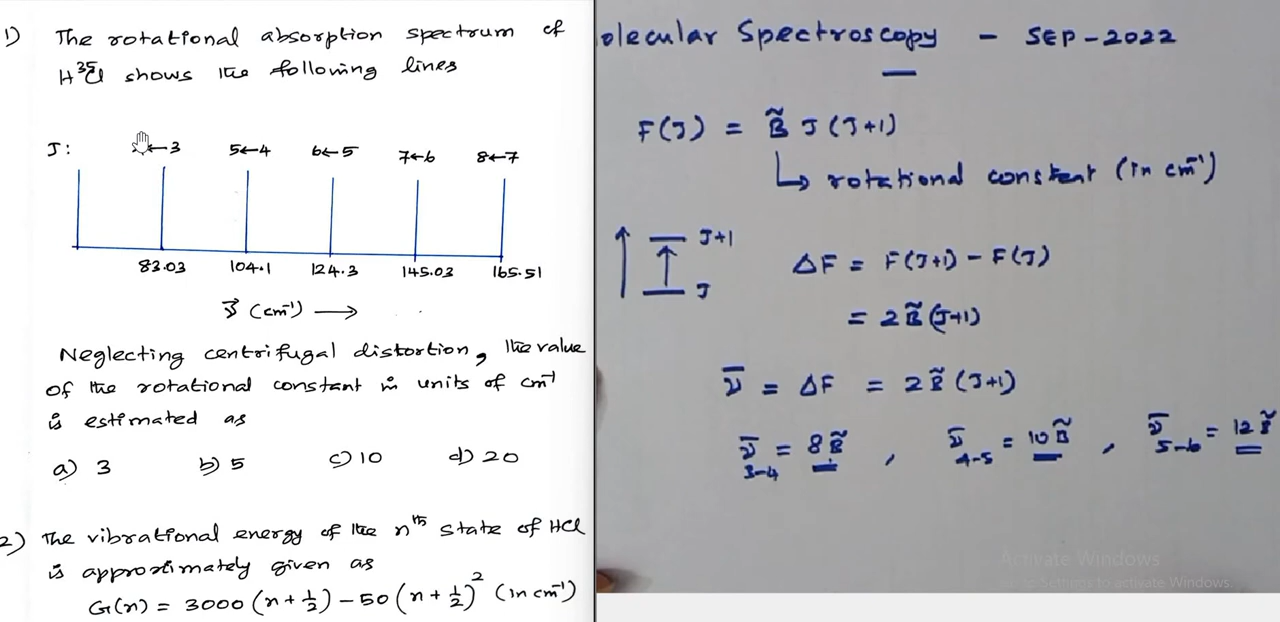 1) The rotational absorption spectrum of
H³⁵Cl shows the following lines
J: ←3 5←4 6←5 7←6 8←7
83.03 104.1 124.3 145.03 165.51
ν̄ (cm⁻¹) →
Neglecting centrifugal distortion, the value
of the rotational constant in units of cm⁻¹
is estimated as
a) 3 b) 5 c) 10 d) 20
2) The vibrational energy of the nᵗʰ state of HCl
is approximately given as
G(n) = 3000 (n + 1/2) − 50 (n + 1/2)² (in cm⁻¹)
olecular Spectroscopy - SEP-2022
F(J) = B̃ J (J+1)
↳ rotational constant (in cm⁻¹)
J+1
J
ΔF = F(J+1) - F(J)
= 2B̃(J+1)
ν̄ = ΔF = 2B̃ (J+1)
ν̄ 3-4 = 8B̃ , ν̄ 4-5 = 10B̃ , ν̄ 5-6 = 12B̃
Activate Windows
Settings to activate Windows.